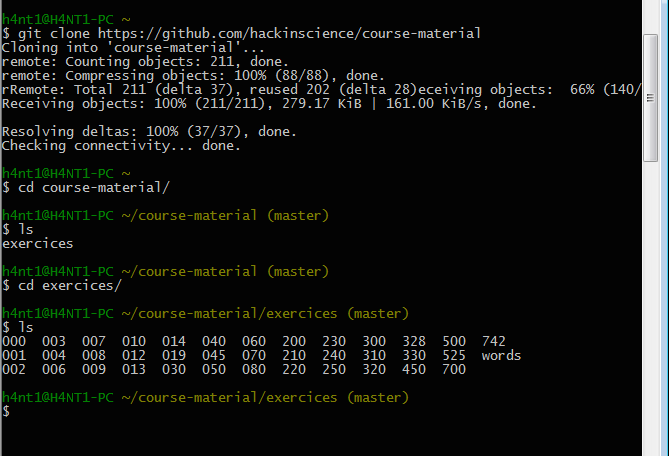 h4nt1@H4NT1-PC ~
$ git clone https://github.com/hackinscience/course-material
Cloning into 'course-material'...
remote: Counting objects: 211, done.
remote: Compressing objects: 100% (88/88), done.
rRemote: Total 211 (delta 37), reused 202 (delta 28)eceiving objects:  66% (140/
Receiving objects: 100% (211/211), 279.17 KiB | 161.00 KiB/s, done.
Resolving deltas: 100% (37/37), done.
Checking connectivity... done.
h4nt1@H4NT1-PC ~
$ cd course-material/
h4nt1@H4NT1-PC ~/course-material (master)
$ ls
exercices
h4nt1@H4NT1-PC ~/course-material (master)
$ cd exercices/
h4nt1@H4NT1-PC ~/course-material/exercices (master)
$ ls
000  003  007  010  014  040  060  200  230  300  328  500  742
001  004  008  012  019  045  070  210  240  310  330  525  words
002  006  009  013  030  050  080  220  250  320  450  700
h4nt1@H4NT1-PC ~/course-material/exercices (master)
$